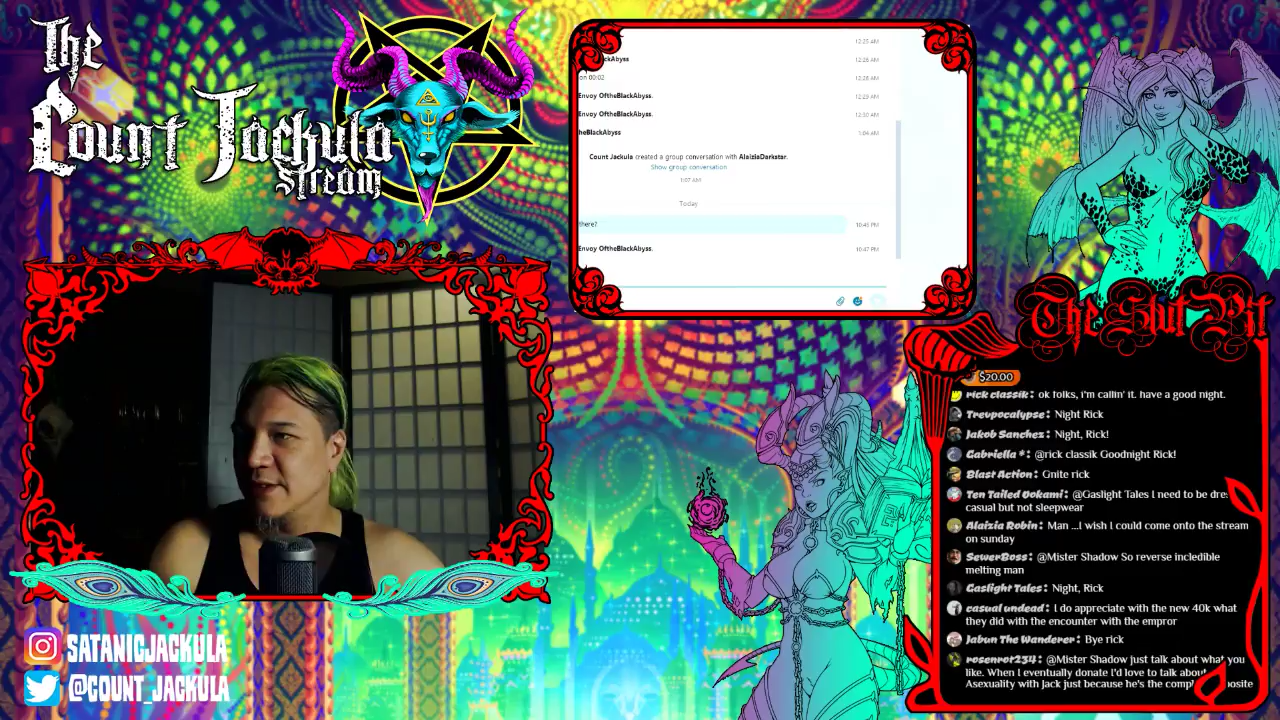 12:25 AM
ckAbyss
12:26 AM
on 00:02
12:28 AM
Envoy OftheBlackAbyss.
12:29 AM
Envoy OftheBlackAbyss.
12:30 AM
heBlackAbyss
1:04 AM
Count Jackula created a group conversation with AlaiziaDarkstar.
Show group conversation
1:07 AM
Today
there?
10:45 PM
Envoy OftheBlackAbyss.
10:47 PM
SATANICJACKULA
@COUNT_JACKULA
The Slut Pit
$20.00
rick classik: ok folks, i'm callin' it. have a good night.
Trevpocalypse: Night Rick
Jakob Sanchez: Night, Rick!
Gabriella *: @rick classik Goodnight Rick!
Blast Action: Gnite rick
Ten Tailed Ookami: @Gaslight Tales I need to be dre
casual but not sleepwear
Alaizia Robin: Man ...I wish I could come onto the stream
on sunday
SewerBoss: @Mister Shadow So reverse incledible
melting man
Gaslight Tales: Night, Rick
casual undead: I do appreciate with the new 40k what
they did with the encounter with the empror
Jabun The Wanderer: Bye rick
rosenrot234: @Mister Shadow just talk about what you
like. When I eventually donate I'd love to talk about
Asexuality with Jack just because he's the